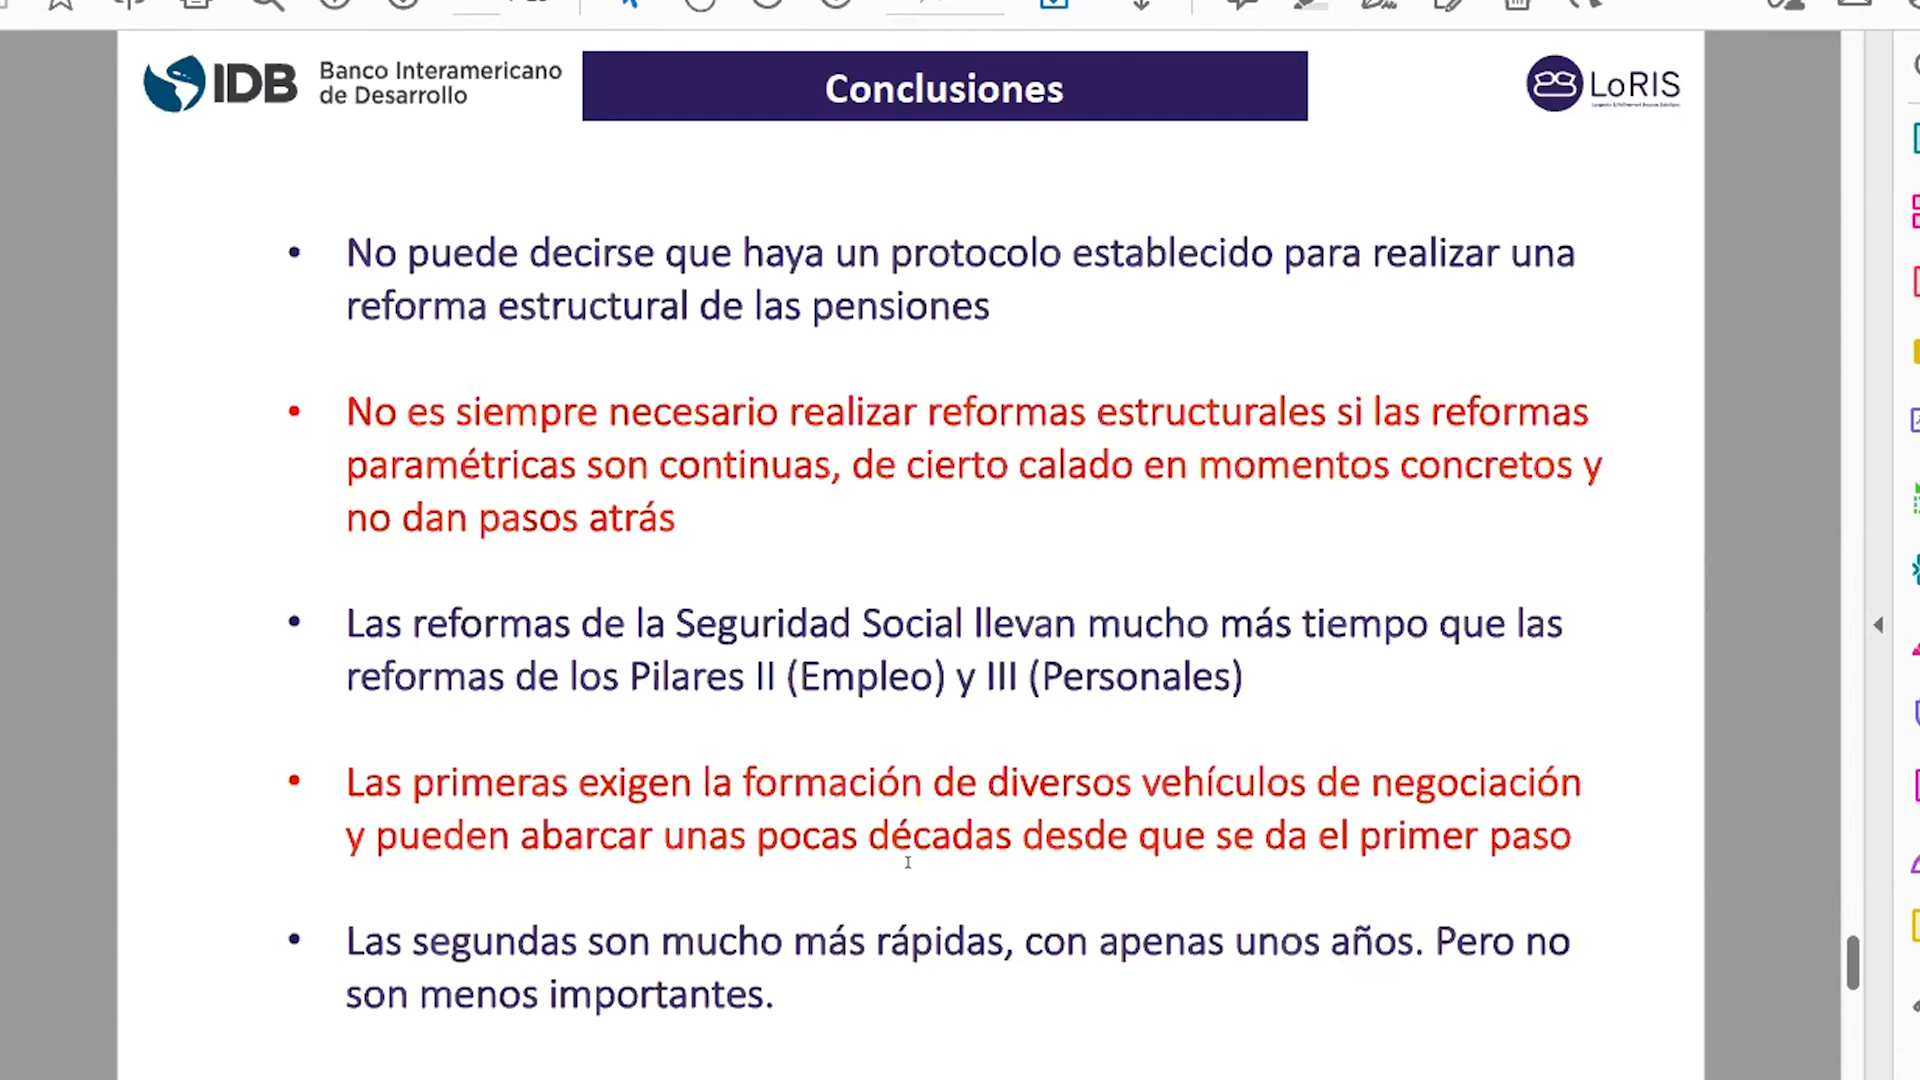 IDB
Banco Interamericano
de Desarrollo
Conclusiones
LoRIS
• No puede decirse que haya un protocolo establecido para realizar una
reforma estructural de las pensiones
• No es siempre necesario realizar reformas estructurales si las reformas
paramétricas son continuas, de cierto calado en momentos concretos y
no dan pasos atrás
• Las reformas de la Seguridad Social llevan mucho más tiempo que las
reformas de los Pilares II (Empleo) y III (Personales)
• Las primeras exigen la formación de diversos vehículos de negociación
y pueden abarcar unas pocas décadas desde que se da el primer paso
• Las segundas son mucho más rápidas, con apenas unos años. Pero no
son menos importantes.